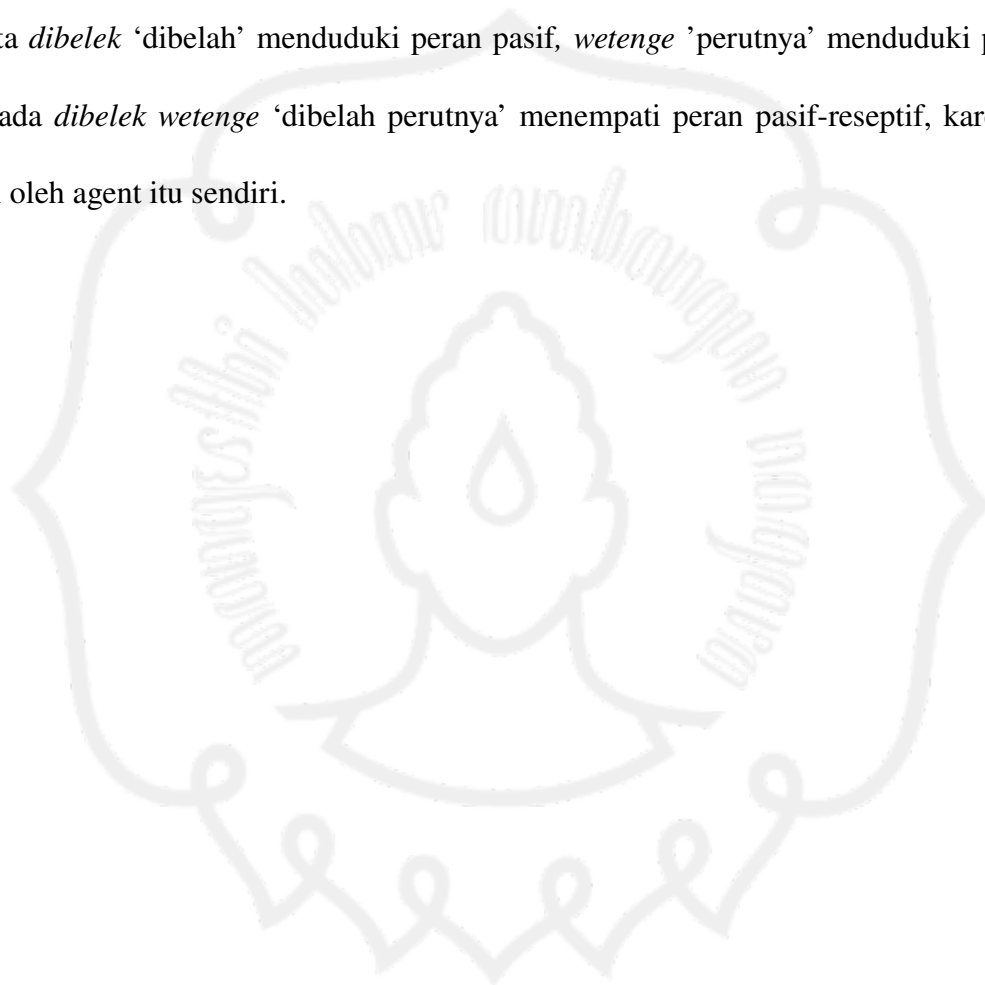 ta dibelek ‘dibelah’ menduduki peran pasif, wetenge ’perutnya’ menduduki p
ada dibelek wetenge ‘dibelah perutnya’ menempati peran pasif-reseptif, kar
oleh agent itu sendiri.